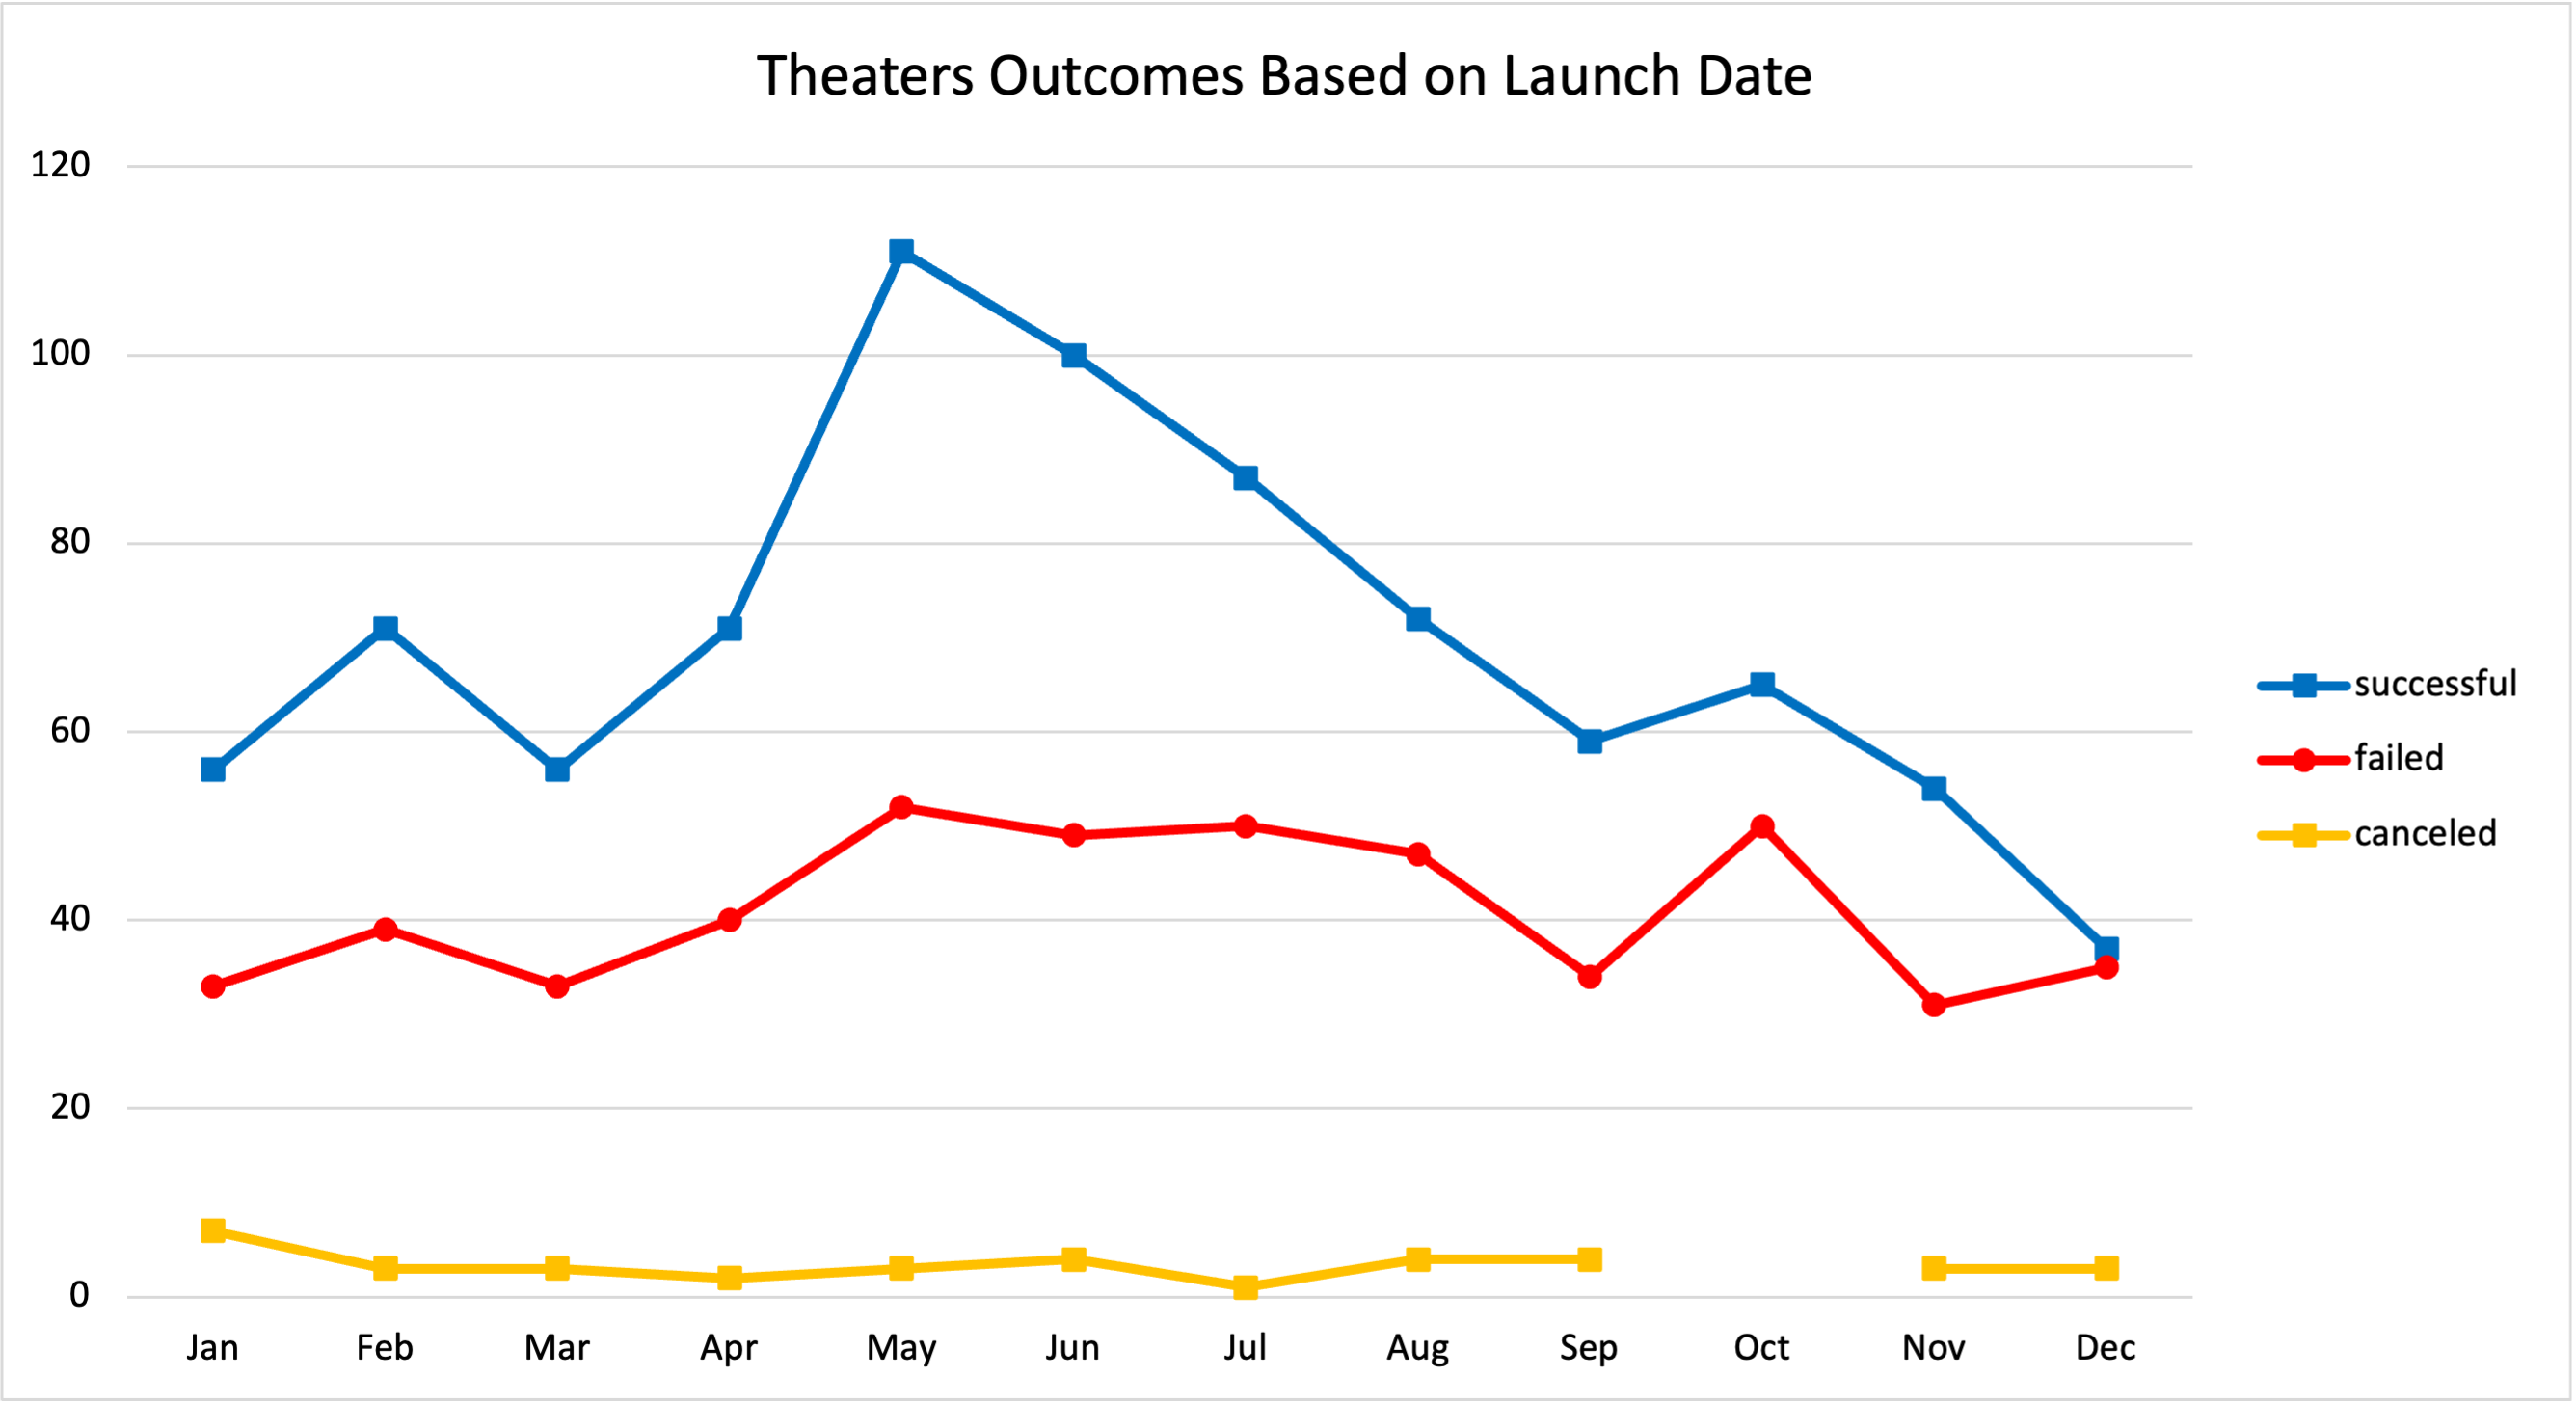 Theaters Outcomes Based on Launch Date
120
100
80
60
40
20
0
Jan Feb Mar Apr May Jun Jul Aug Sep Oct Nov Dec
successful
failed
canceled